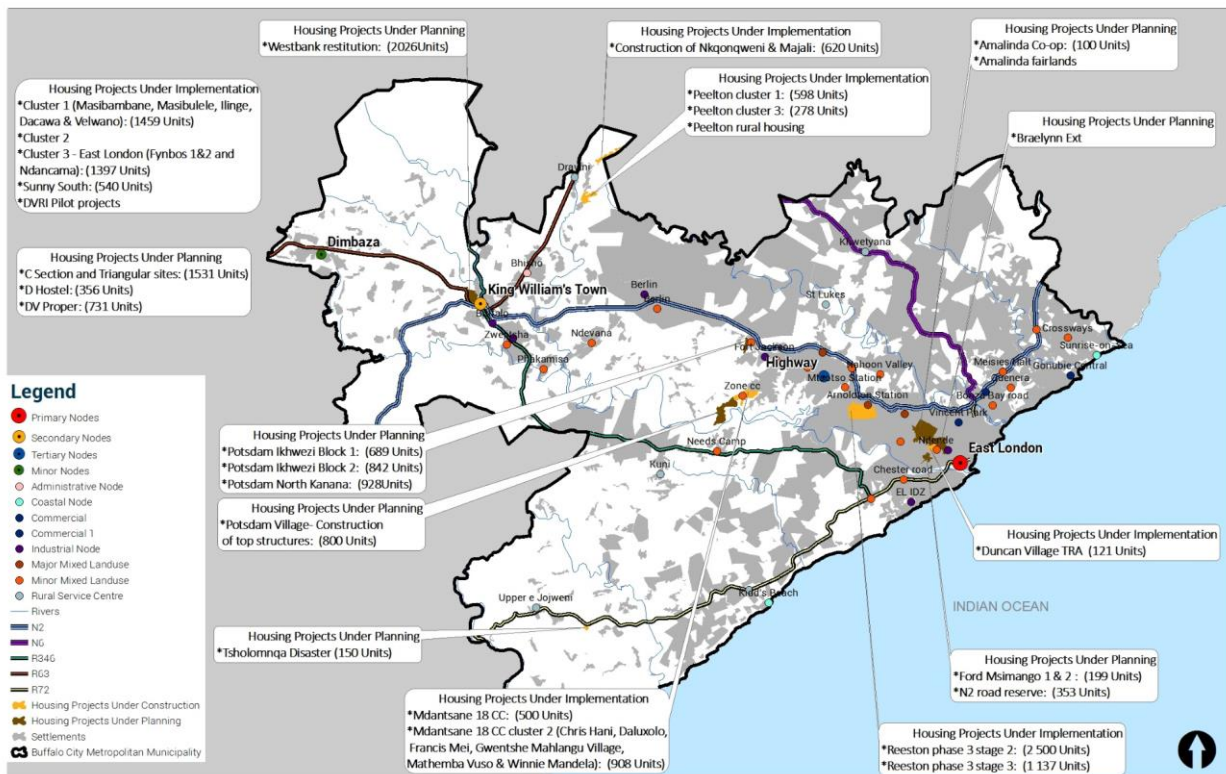 Housing Projects Under Planning
*Westbank restitution: (2026Units)
Housing Projects Under Implementation
*Construction of Nkqonqweni & Majali: (620 Units)
Housing Projects Under Planning
*Amalinda Co-op: (100 Units)
*Amalinda fairlands
Housing Projects Under Implementation
*Cluster 1 (Masibambane, Masibulele, Ilinge,
Dacawa & Velwano): (1459 Units)
*Cluster 2
*Cluster 3 - East London (Fynbos 1&2 and
Ndancama): (1397 Units)
*Sunny South: (540 Units)
*DVRI Pilot projects
Housing Projects Under Implementation
*Peelton cluster 1: (598 Units)
*Peelton cluster 3: (278 Units)
*Peelton rural housing
Housing Projects Under Planning
*Braelynn Ext
Housing Projects Under Planning
*C Section and Triangular sites: (1531 Units)
*D Hostel: (356 Units)
*DV Proper: (731 Units)
Dimbaza
Bhisho
King William's Town
Zwelitsha
Phakamisa
Ndevana
Berlin
Berlin
St Lukes
Kwetyana
Fort Jackson
Highway
Nahoon Valley
Mount
Station
Arnoldton Station
Crossways
Sunrise-on-Sea
Gonubie Central
Bonza Bay road
Vincent Park
Zone cc
Needs Camp
Kuni
East London
Chester road
EL IDZ
Upper e Jojweni
Kidd's Beach
INDIAN OCEAN
Legend
Primary Nodes
Secondary Nodes
Tertiary Nodes
Minor Nodes
Administrative Node
Coastal Node
Commercial
Commercial 1
Industrial Node
Major Mixed Landuse
Minor Mixed Landuse
Rural Service Centre
Rivers
N2
N6
R346
R63
R72
Housing Projects Under Construction
Housing Projects Under Planning
Settlements
Buffalo City Metropolitan Municipality
Housing Projects Under Planning
*Potsdam Ikhwezi Block 1: (689 Units)
*Potsdam Ikhwezi Block 2: (842 Units)
*Potsdam North Kanana: (928Units)
Housing Projects Under Planning
*Potsdam Village- Construction
of top structures: (800 Units)
Housing Projects Under Planning
*Tsholomnqa Disaster (150 Units)
Housing Projects Under Implementation
*Mdantsane 18 CC: (500 Units)
*Mdantsane 18 CC cluster 2 (Chris Hani, Daluxolo,
Francis Mei, Gwentshe Mahlangu Village,
Mathemba Vuso & Winnie Mandela): (908 Units)
Housing Projects Under Implementation
*Duncan Village TRA (121 Units)
Housing Projects Under Planning
*Ford Msimango 1 & 2 : (199 Units)
*N2 road reserve: (353 Units)
Housing Projects Under Implementation
*Reeston phase 3 stage 2: (2 500 Units)
*Reeston phase 3 stage 3: (1 137 Units)